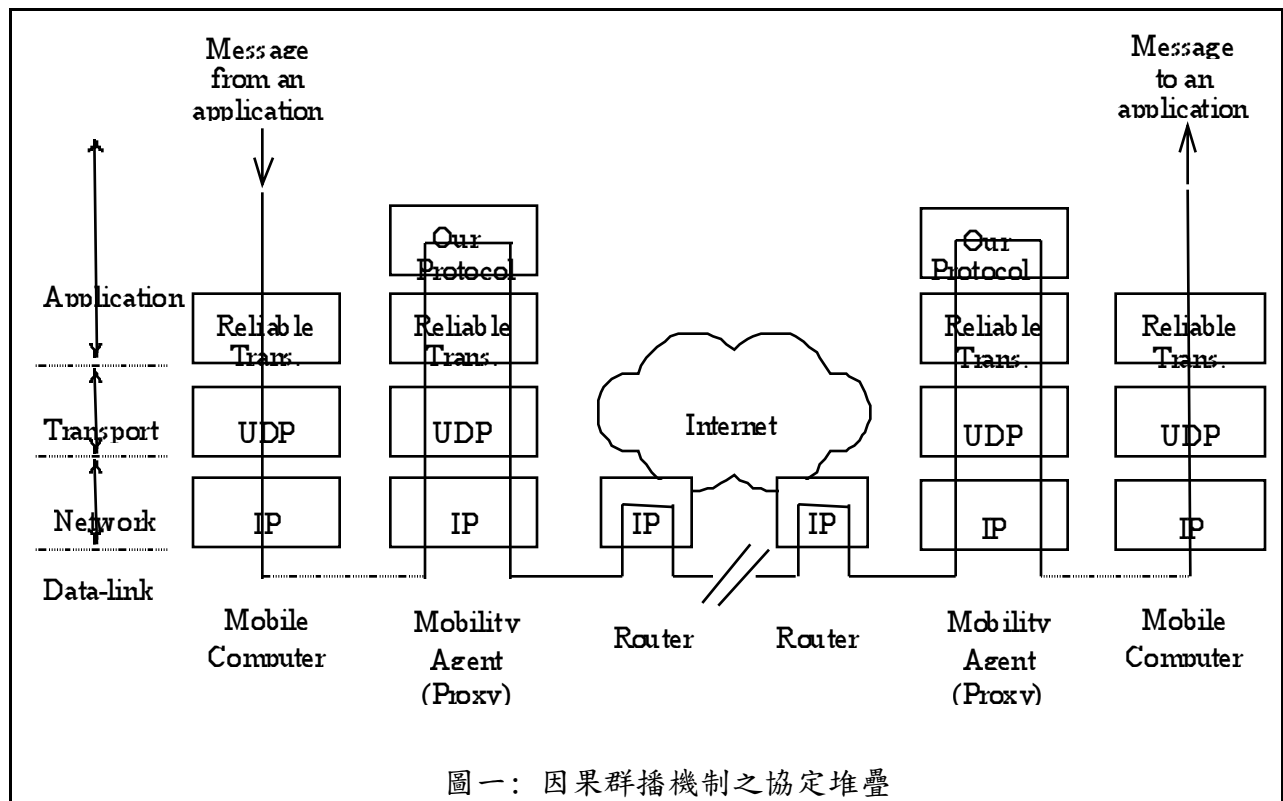 Message
from an
application
Message
to an
application
Our
Protocol
Our
Protocol
Application
Reliable
Trans.
Reliable
Trans.
Reliable
Trans.
Reliable
Trans.
Internet
Transport
UDP
UDP
UDP
UDP
Network
IP
IP
IP
IP
IP
IP
Data-link
Mobile
Computer
Mobility
Agent
(Proxy)
Router
Router
Mobility
Agent
(Proxy)
Mobile
Computer
圖一: 因果群播機制之協定堆疊